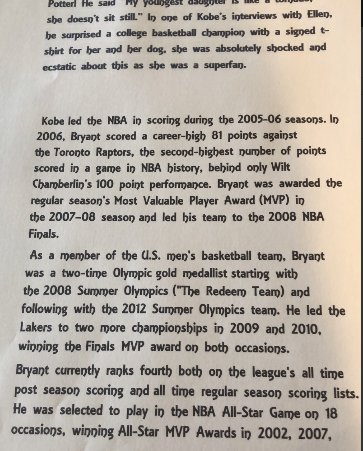 Potter! He said "My youngest daughter is like a
she doesn't sit still." In one of Kobe's interviews with Ellen,
he surprised a college basketball champion with a signed t-
shirt for her and her dog, she was absolutely shocked and
ecstatic about this as she was a superfan.
Kobe led the NBA in scoring during the 2005-06 seasons. In
2006, Bryant scored a career-high 81 points against
the Toronto Raptors, the second-highest number of points
scored in a game in NBA history, behind only Wilt
Chamberlin's 100 point performance. Bryant was awarded the
regular season's Most Valuable Player Award (MVP) in
the 2007-08 season and led his team to the 2008 NBA
Finals.
As a member of the U.S. men's basketball team, Bryant
was a two-time Olympic gold medallist starting with
the 2008 Summer Olympics ("The Redeem Team) and
following with the 2012 Summer Olympics team. He led the
Lakers to two more championships in 2009 and 2010,
winning the Finals MVP award on both occasions.
Bryant currently ranks fourth both on the league's all time
post season scoring and all time regular season scoring lists.
He was selected to play in the NBA All-Star Game on 18
occasions, winning All-Star MVP Awards in 2002, 2007,